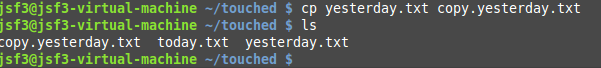 jsf3@jsf3-virtual-machine ~/touched $ cp yesterday.txt copy.yesterday.txt
jsf3@jsf3-virtual-machine ~/touched $ ls
copy.yesterday.txt  today.txt  yesterday.txt
jsf3@jsf3-virtual-machine ~/touched $